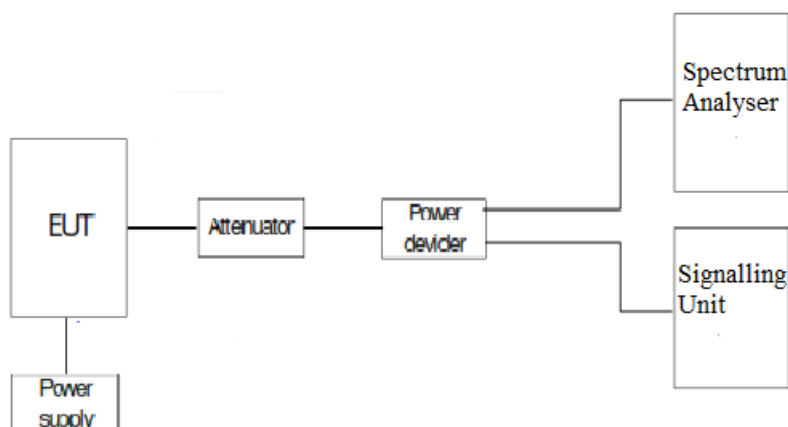 Spectrum
Analyser
EUT
Attenuator
Power
devider
Signalling
Unit
Power
supply